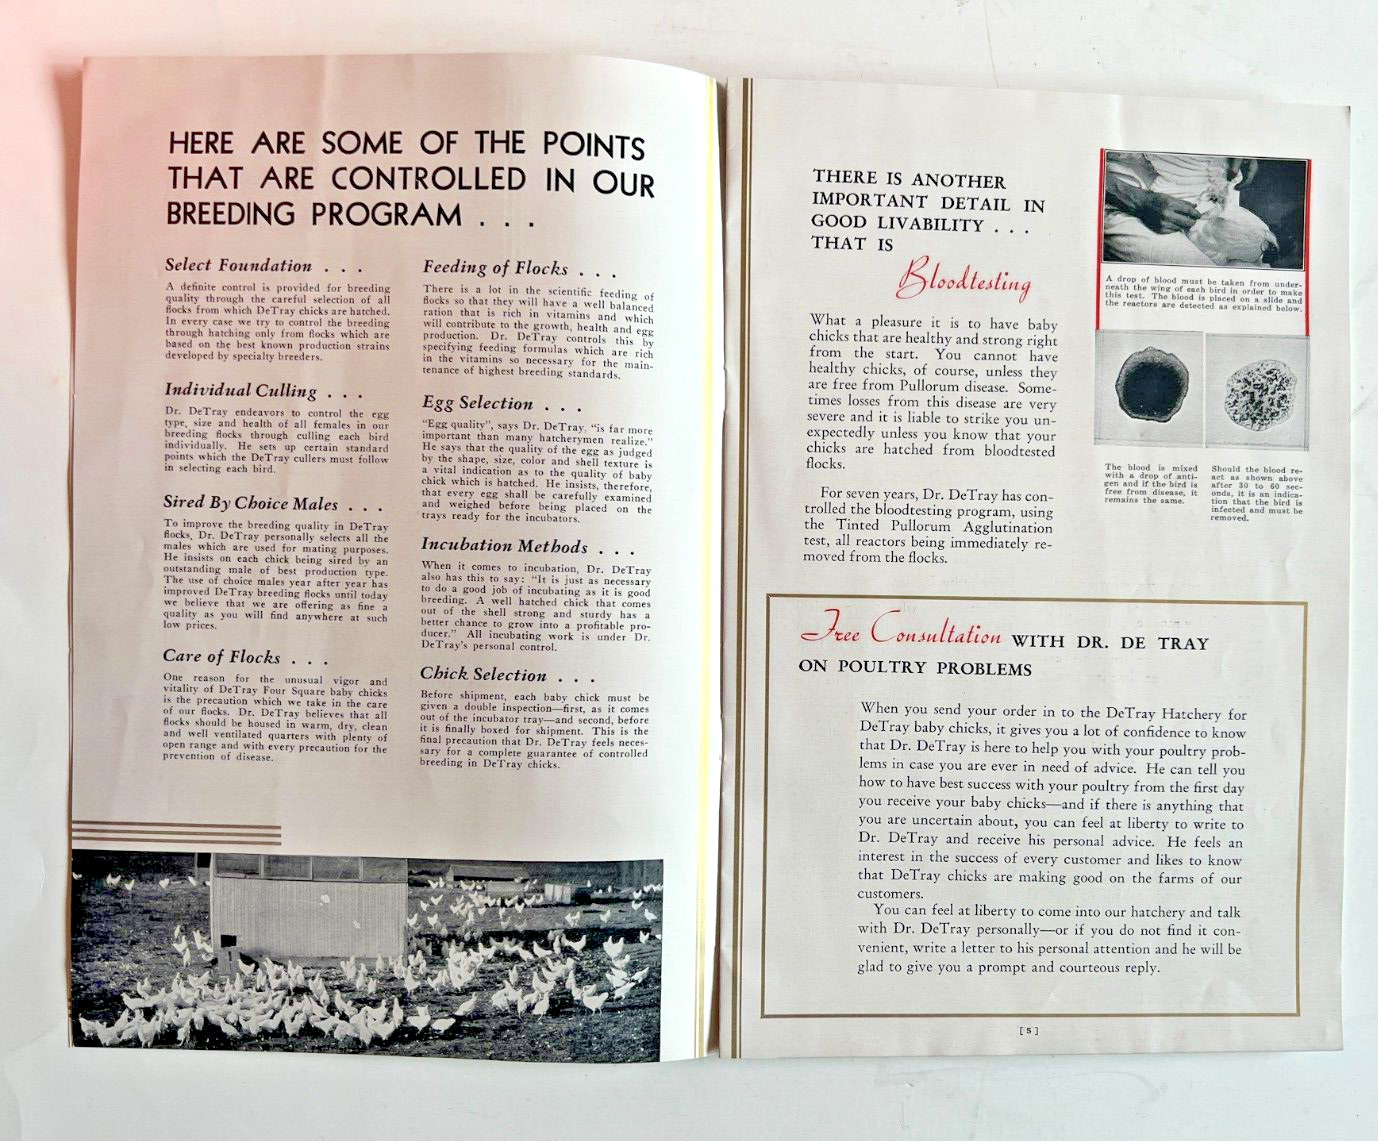 HERE ARE SOME OF THE POINTS
THAT ARE CONTROLLED IN OUR
BREEDING PROGRAM . . .
Select Foundation . . .
A definite control is provided for breeding
quality through the careful selection of all
flocks from which DeTray chicks are hatched.
In every case we try to control the breeding
through hatching only from flocks which are
based on the best known production strains
developed by specialty breeders.
Individual Culling . . .
Dr. DeTray endeavors to control the egg
type, size and health of all females in our
breeding flocks through culling each bird
individually. He sets up certain standard
points which the DeTray cullers must follow
in selecting each bird.
Sired By Choice Males . . .
To improve the breeding quality in DeTray
flocks, Dr. DeTray personally selects all the
males which are used for mating purposes.
He insists on each chick being sired by an
outstanding male of best production type.
The use of choice males year after year has
improved DeTray breeding flocks until today
we believe that we are offering as fine a
quality as you will find anywhere at such
low prices.
Care of Flocks . . .
One reason for the unusual vigor and
vitality of DeTray Four Square baby chicks
is the precaution which we take in the care
of our flocks. Dr. DeTray believes that all
flocks should be housed in warm, dry, clean
and well ventilated quarters with plenty of
open range and with every precaution for the
prevention of disease.
Feeding of Flocks . . .
There is a lot in the scientific feeding of
flocks so that they will have a well balanced
ration that is rich in vitamins and which
will contribute to the growth, health and egg
production. Dr. DeTray controls this by
specifying feeding formulas which are rich
in the vitamins so necessary for the main-
tenance of highest breeding standards.
Egg Selection . . .
"Egg quality", says Dr. DeTray, "is far more
important than many hatcherymen realize."
He says that the quality of the egg as judged
by the shape, size, color and shell texture is
a vital indication as to the quality of baby
chick which is hatched. He insists, therefore,
that every egg shall be carefully examined
and weighed before being placed on the
trays ready for the incubators.
Incubation Methods . . .
When it comes to incubation, Dr. DeTray
also has this to say: "It is just as necessary
to do a good job of incubating as it is good
breeding. A well hatched chick that comes
out of the shell strong and sturdy has a
better chance to grow into a profitable pro-
ducer." All incubating work is under Dr.
DeTray's personal control.
Chick Selection . . .
Before shipment, each baby chick must be
given a double inspection—first, as it comes
out of the incubator tray—and second, before
it is finally boxed for shipment. This is the
final precaution that Dr. DeTray feels neces-
sary for a complete guarantee of controlled
breeding in DeTray chicks.
THERE IS ANOTHER
IMPORTANT DETAIL IN
GOOD LIVABILITY . . .
THAT IS
Bloodtesting
What a pleasure it is to have baby
chicks that are healthy and strong right
from the start. You cannot have
healthy chicks, of course, unless they
are free from Pullorum disease. Some-
times losses from this disease are very
severe and it is liable to strike you un-
expectedly unless you know that your
chicks are hatched from bloodtested
flocks.
For seven years, Dr. DeTray has con-
trolled the bloodtesting program, using
the Tinted Pullorum Agglutination
test, all reactors being immediately re-
moved from the flocks.
A drop of blood must be taken from under-
neath the wing of each bird in order to make
this test. The blood is placed on a slide and
the reactors are detected as explained below.
The blood is mixed
with a drop of anti-
gen and if the bird is
free from disease, it
remains the same.
Should the blood re-
act as shown above
after 30 to 60 sec-
onds, it is an indica-
tion that the bird is
infected and must be
removed.
Free Consultation WITH DR. DE TRAY
ON POULTRY PROBLEMS
When you send your order in to the DeTray Hatchery for
DeTray baby chicks, it gives you a lot of confidence to know
that Dr. DeTray is here to help you with your poultry prob-
lems in case you are ever in need of advice. He can tell you
how to have best success with your poultry from the first day
you receive your baby chicks—and if there is anything that
you are uncertain about, you can feel at liberty to write to
Dr. DeTray and receive his personal advice. He feels an
interest in the success of every customer and likes to know
that DeTray chicks are making good on the farms of our
customers.
You can feel at liberty to come into our hatchery and talk
with Dr. DeTray personally—or if you do not find it con-
venient, write a letter to his personal attention and he will be
glad to give you a prompt and courteous reply.
[ 5 ]